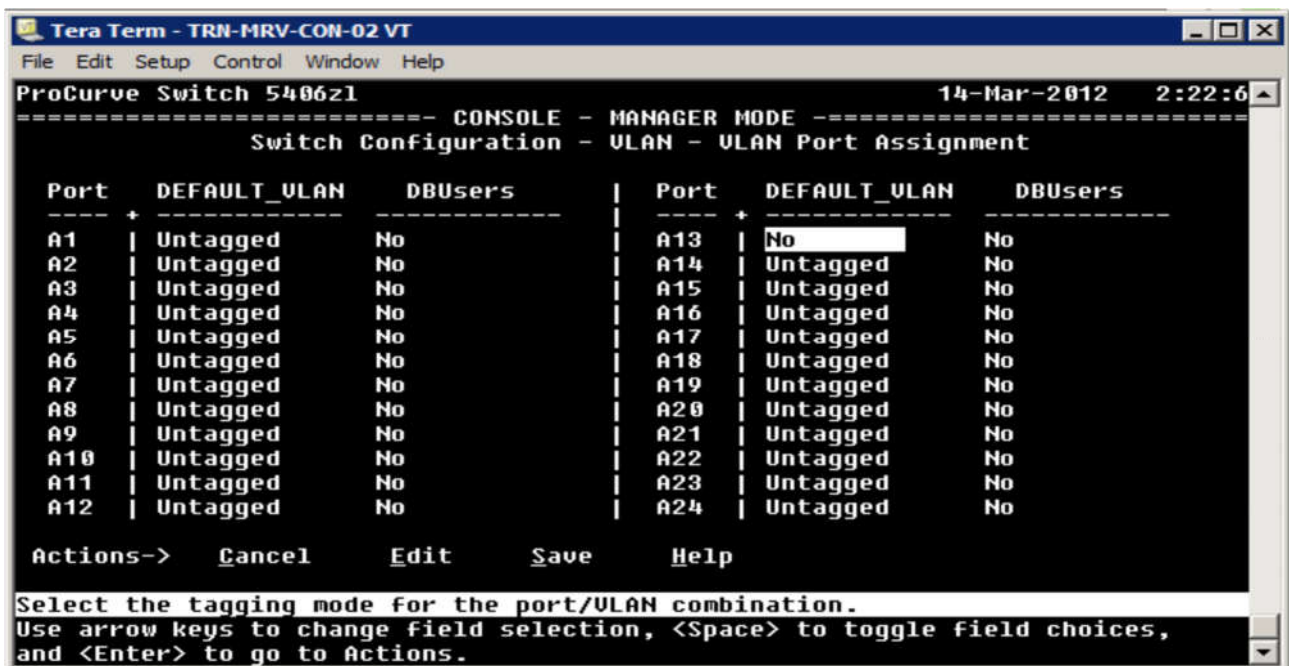 Tera Term - TRN-MRV-CON-02 VT
File Edit Setup Control Window Help
ProCurve Switch 5406zl 14-Mar-2012 2:22:6
============================- CONSOLE - MANAGER MODE -============================
Switch Configuration - VLAN - VLAN Port Assignment
Port DEFAULT_VLAN DBUsers | Port DEFAULT_VLAN DBUsers
---- + ------------- ------------- | ---- + ------------- -------------
A1 | Untagged No | A13 | No No
A2 | Untagged No | A14 | Untagged No
A3 | Untagged No | A15 | Untagged No
A4 | Untagged No | A16 | Untagged No
A5 | Untagged No | A17 | Untagged No
A6 | Untagged No | A18 | Untagged No
A7 | Untagged No | A19 | Untagged No
A8 | Untagged No | A20 | Untagged No
A9 | Untagged No | A21 | Untagged No
A10 | Untagged No | A22 | Untagged No
A11 | Untagged No | A23 | Untagged No
A12 | Untagged No | A24 | Untagged No
Actions-> Cancel Edit Save Help
Select the tagging mode for the port/VLAN combination.
Use arrow keys to change field selection, <Space> to toggle field choices,
and <Enter> to go to Actions.